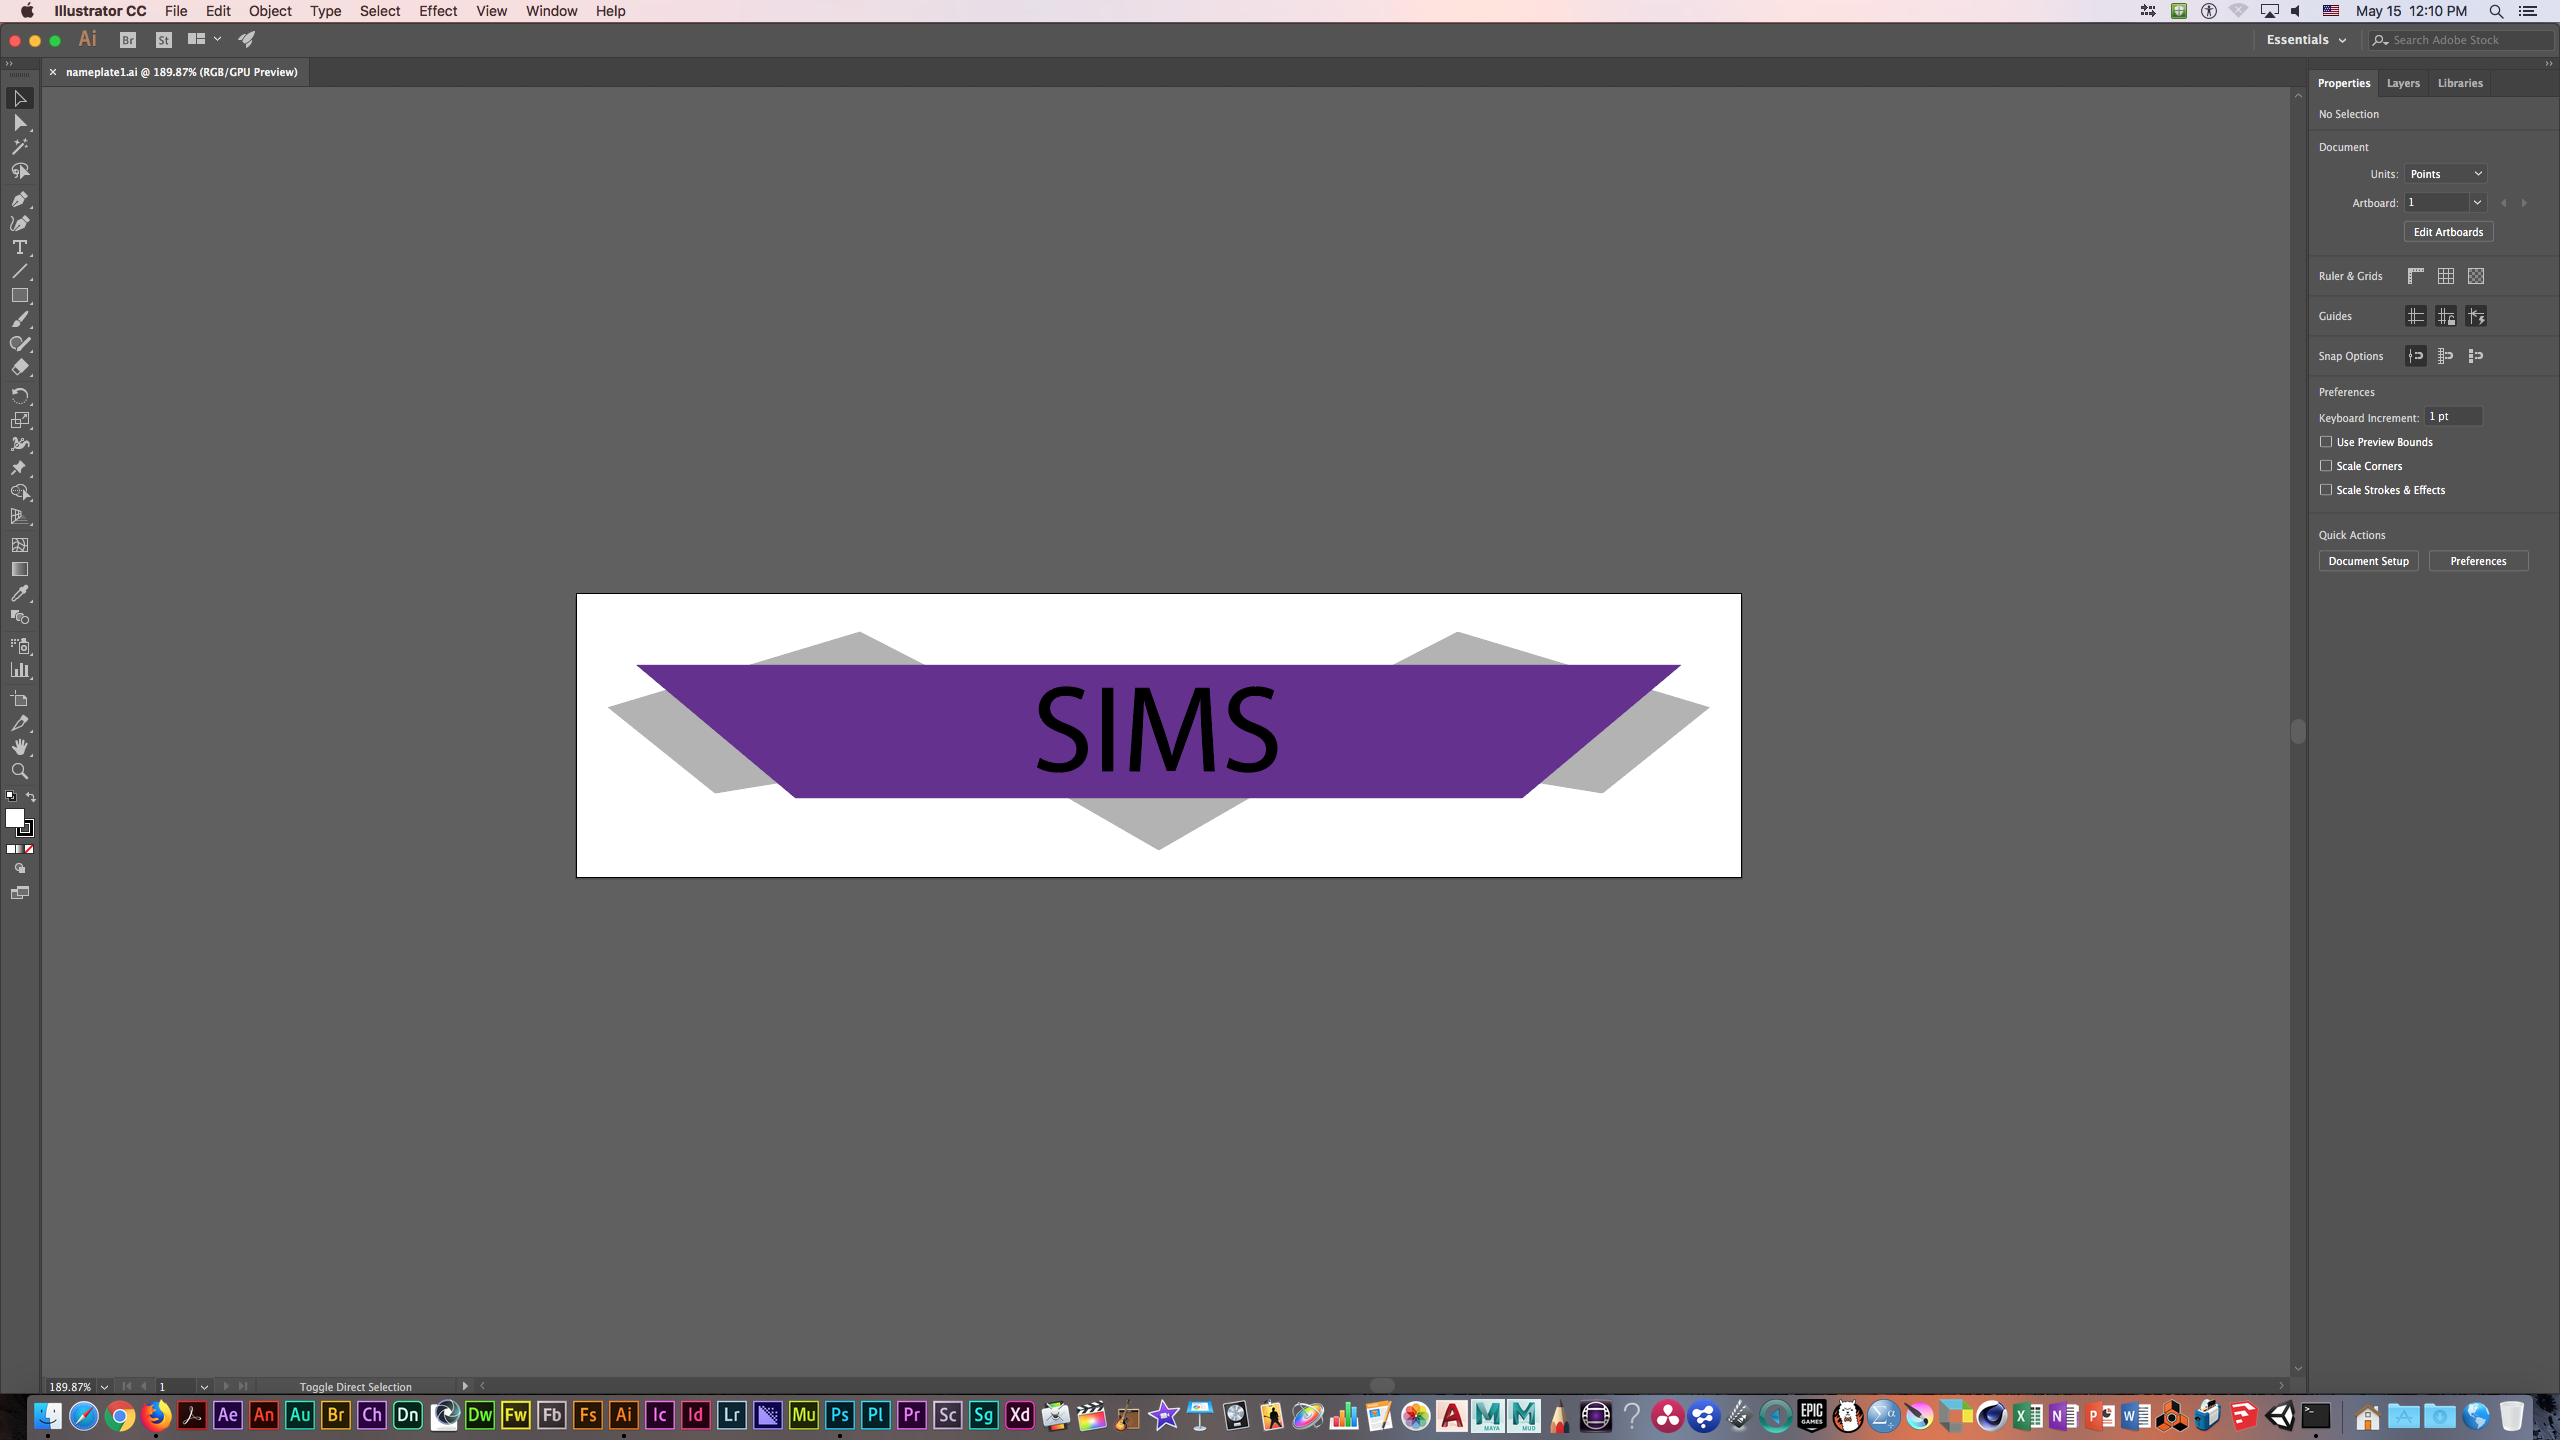 Illustrator CC File Edit Object Type Select Effect View Window Help May 15 12:10 PM
Ai Br St Essentials Search Adobe Stock
nameplate1.ai @ 189.87% (RGB/GPU Preview)
Properties Layers Libraries
No Selection
Document
Units: Points
Artboard: 1
Edit Artboards
Ruler & Grids
Guides
Snap Options
Preferences
Keyboard Increment: 1 pt
Use Preview Bounds
Scale Corners
Scale Strokes & Effects
Quick Actions
Document Setup Preferences
SIMS
189.87% 1 Toggle Direct Selection
Ae An Au Br Ch Dn Dw Fw Fb Fs Ai Ic Id Lr Mu Ps Pl Pr Sc Sg Xd A M MAYA M MUD EPIC GAMES X N P W